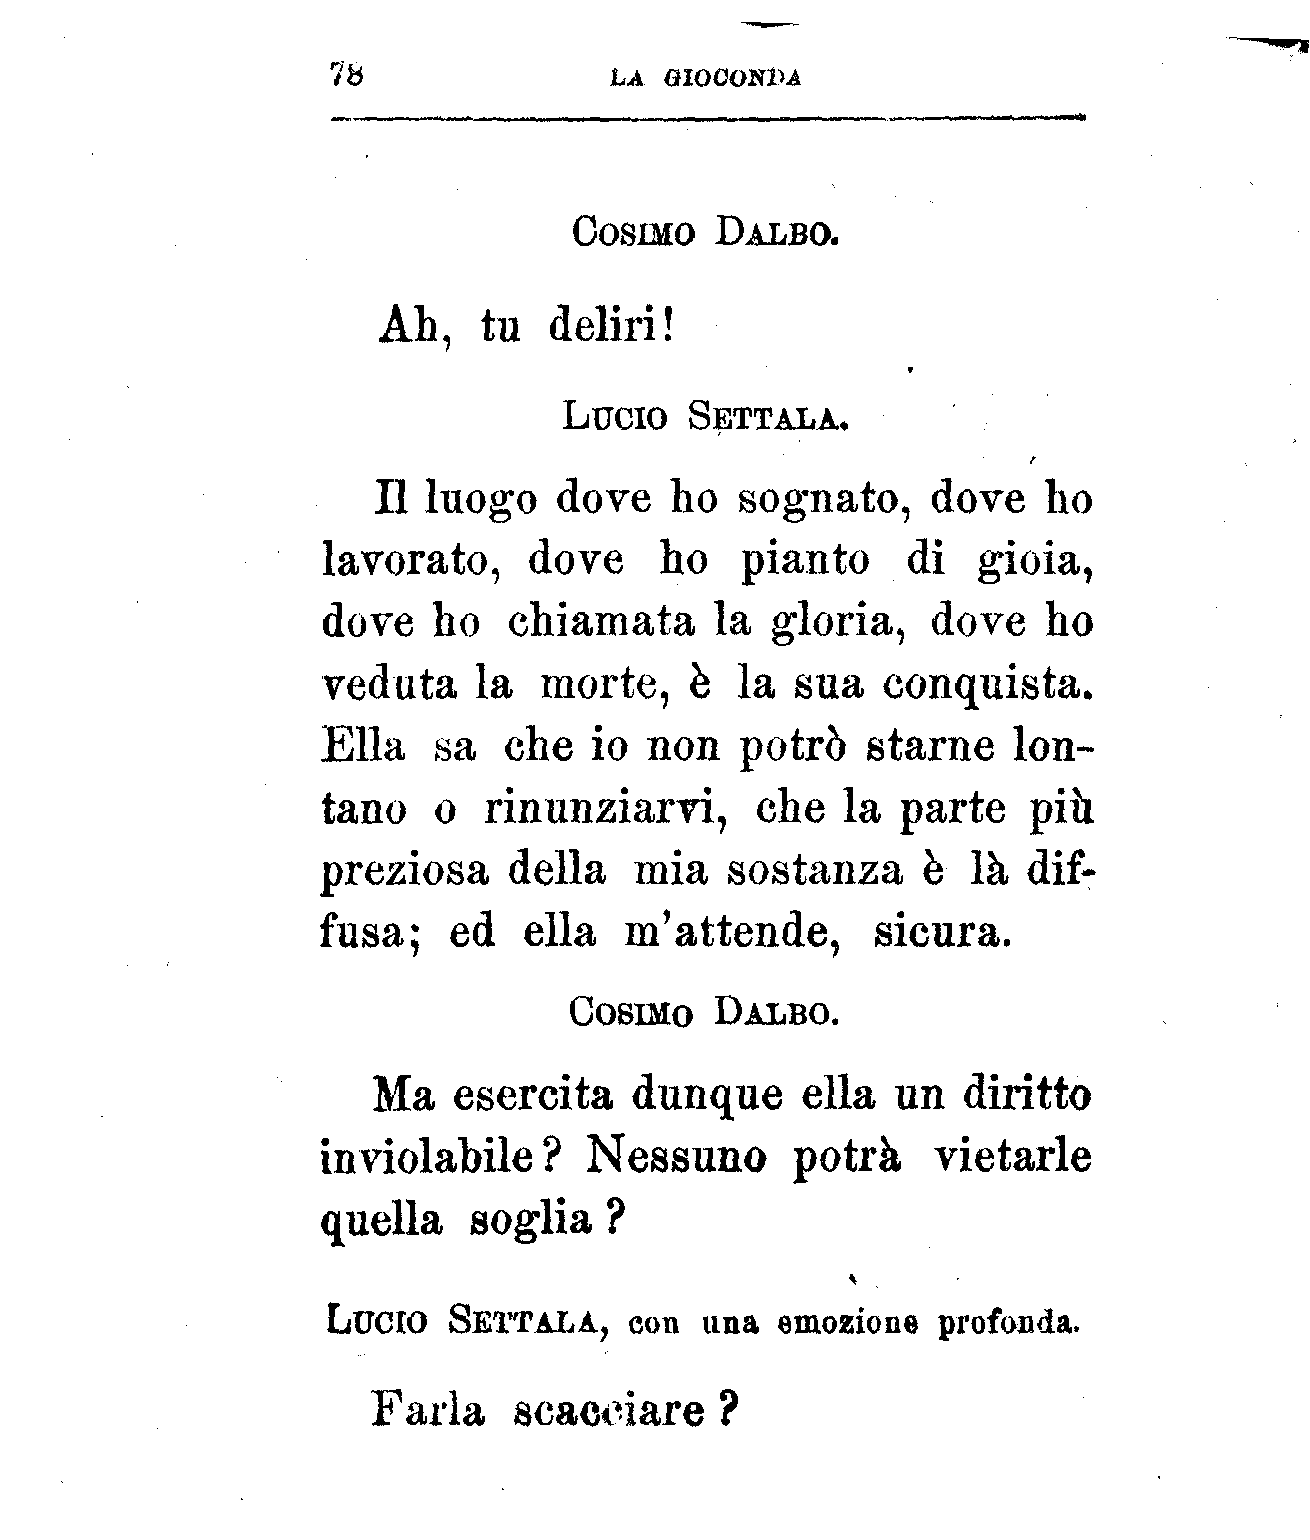 78 LA GIOCONDA
COSIMO DALBO.
Ah, tu deliri!
LUCIO SETTALA.
Il luogo dove ho sognato, dove ho
lavorato, dove ho pianto di gioia,
dove ho chiamata la gloria, dove ho
veduta la morte, è la sua conquista.
Ella sa che io non potrò starne lon-
tano o rinunziarvi, che la parte più
preziosa della mia sostanza è là dif-
fusa; ed ella m'attende, sicura.
COSIMO DALBO.
Ma esercita dunque ella un diritto
inviolabile? Nessuno potrà vietarle
quella soglia?
LUCIO SETTALA, con una emozione profonda.
Farla scacciare?